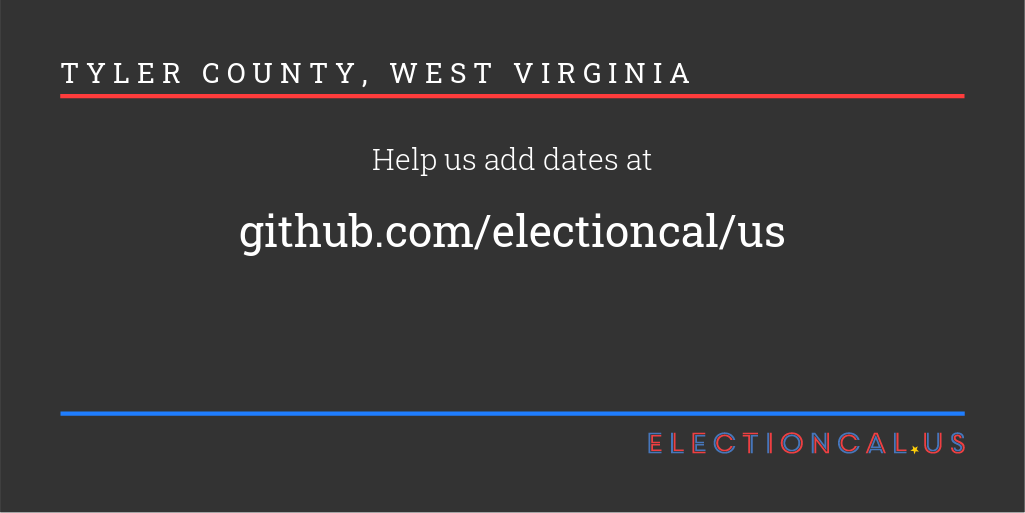 TYLER COUNTY, WEST VIRGINIA
Help us add dates at
github.com/electioncal/us
ELECTIONCAL.US